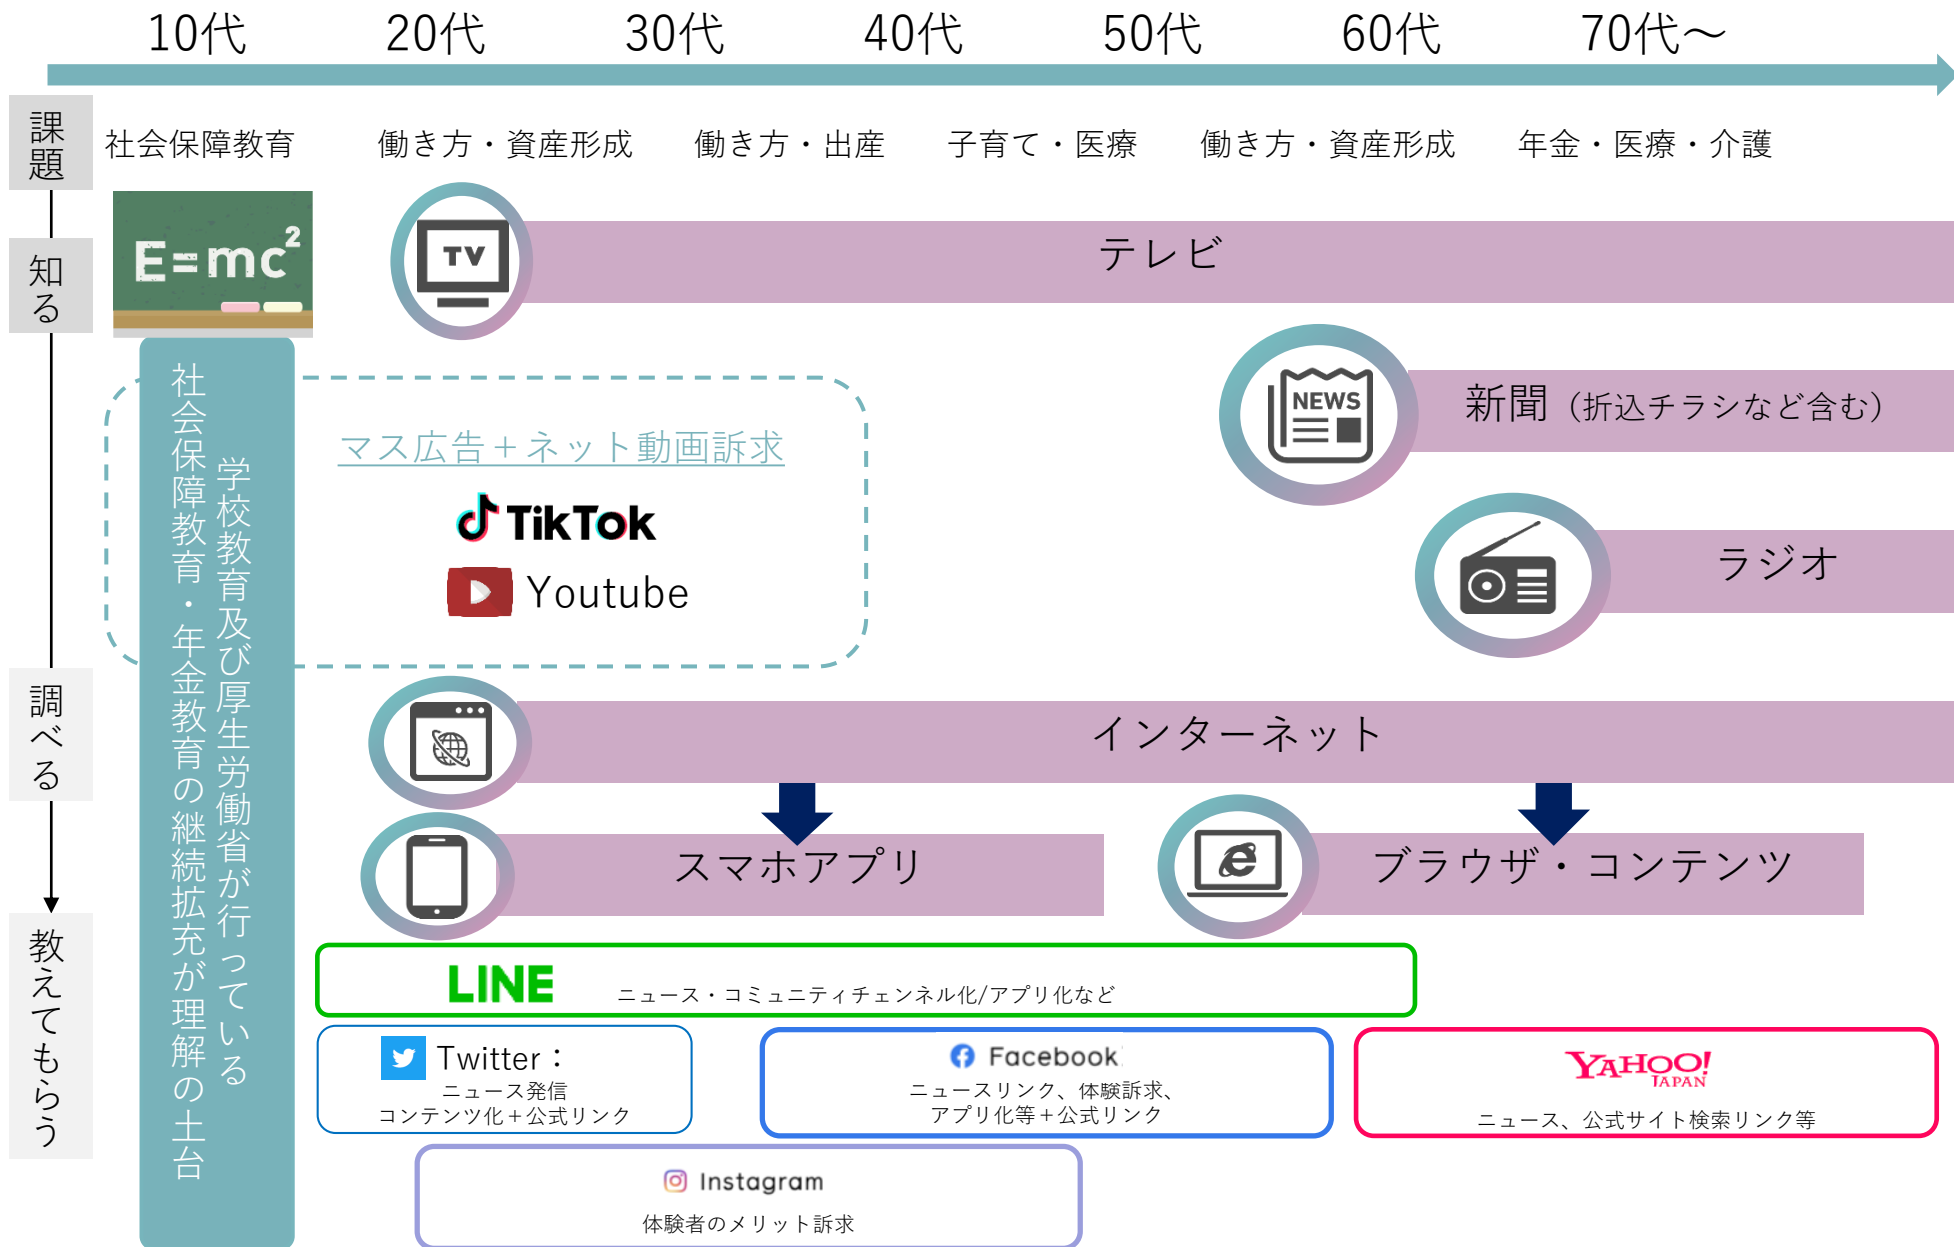 10代 20代 30代 40代 50代 60代 70代～
課題
社会保障教育 働き方・資産形成 働き方・出産 子育て・医療 働き方・資産形成 年金・医療・介護
知る
E=mc²
TV
テレビ
NEWS
新聞（折込チラシなど含む）
ラジオ
マス広告＋ネット動画訴求
TikTok
Youtube
学校教育及び厚生労働省が行っている
社会保障教育・年金教育の継続拡充が理解の土台
調べる
インターネット
スマホアプリ
ブラウザ・コンテンツ
教えてもらう
LINE ニュース・コミュニティチェンネル化/アプリ化など
Twitter：
ニュース発信
コンテンツ化＋公式リンク
Facebook
ニュースリンク、体験訴求、
アプリ化等＋公式リンク
YAHOO!
JAPAN
ニュース、公式サイト検索リンク等
Instagram
体験者のメリット訴求